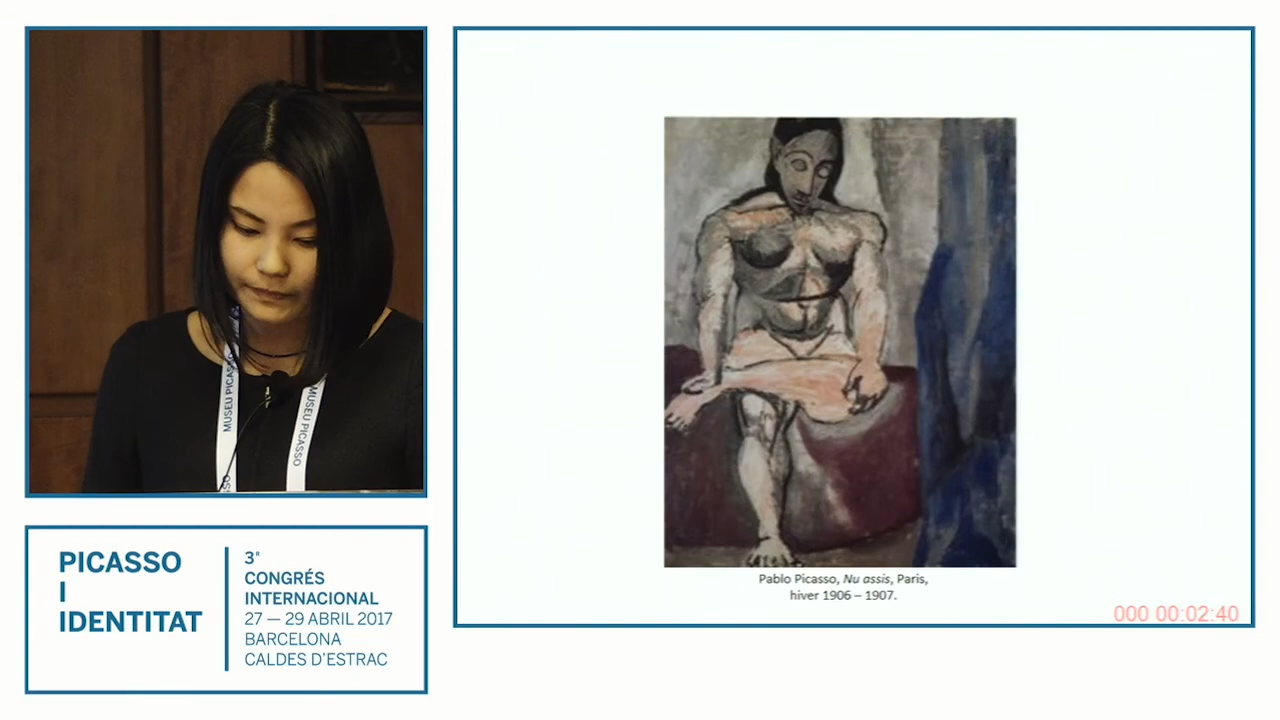 MUSEU PICASSO
MUSEU PICASSO
PICASSO
I
IDENTITAT
3r
CONGRÉS
INTERNACIONAL
27 — 29 ABRIL 2017
BARCELONA
CALDES D'ESTRAC
Pablo Picasso, Nu assis, Paris,
hiver 1906 – 1907.
000 00:02:40